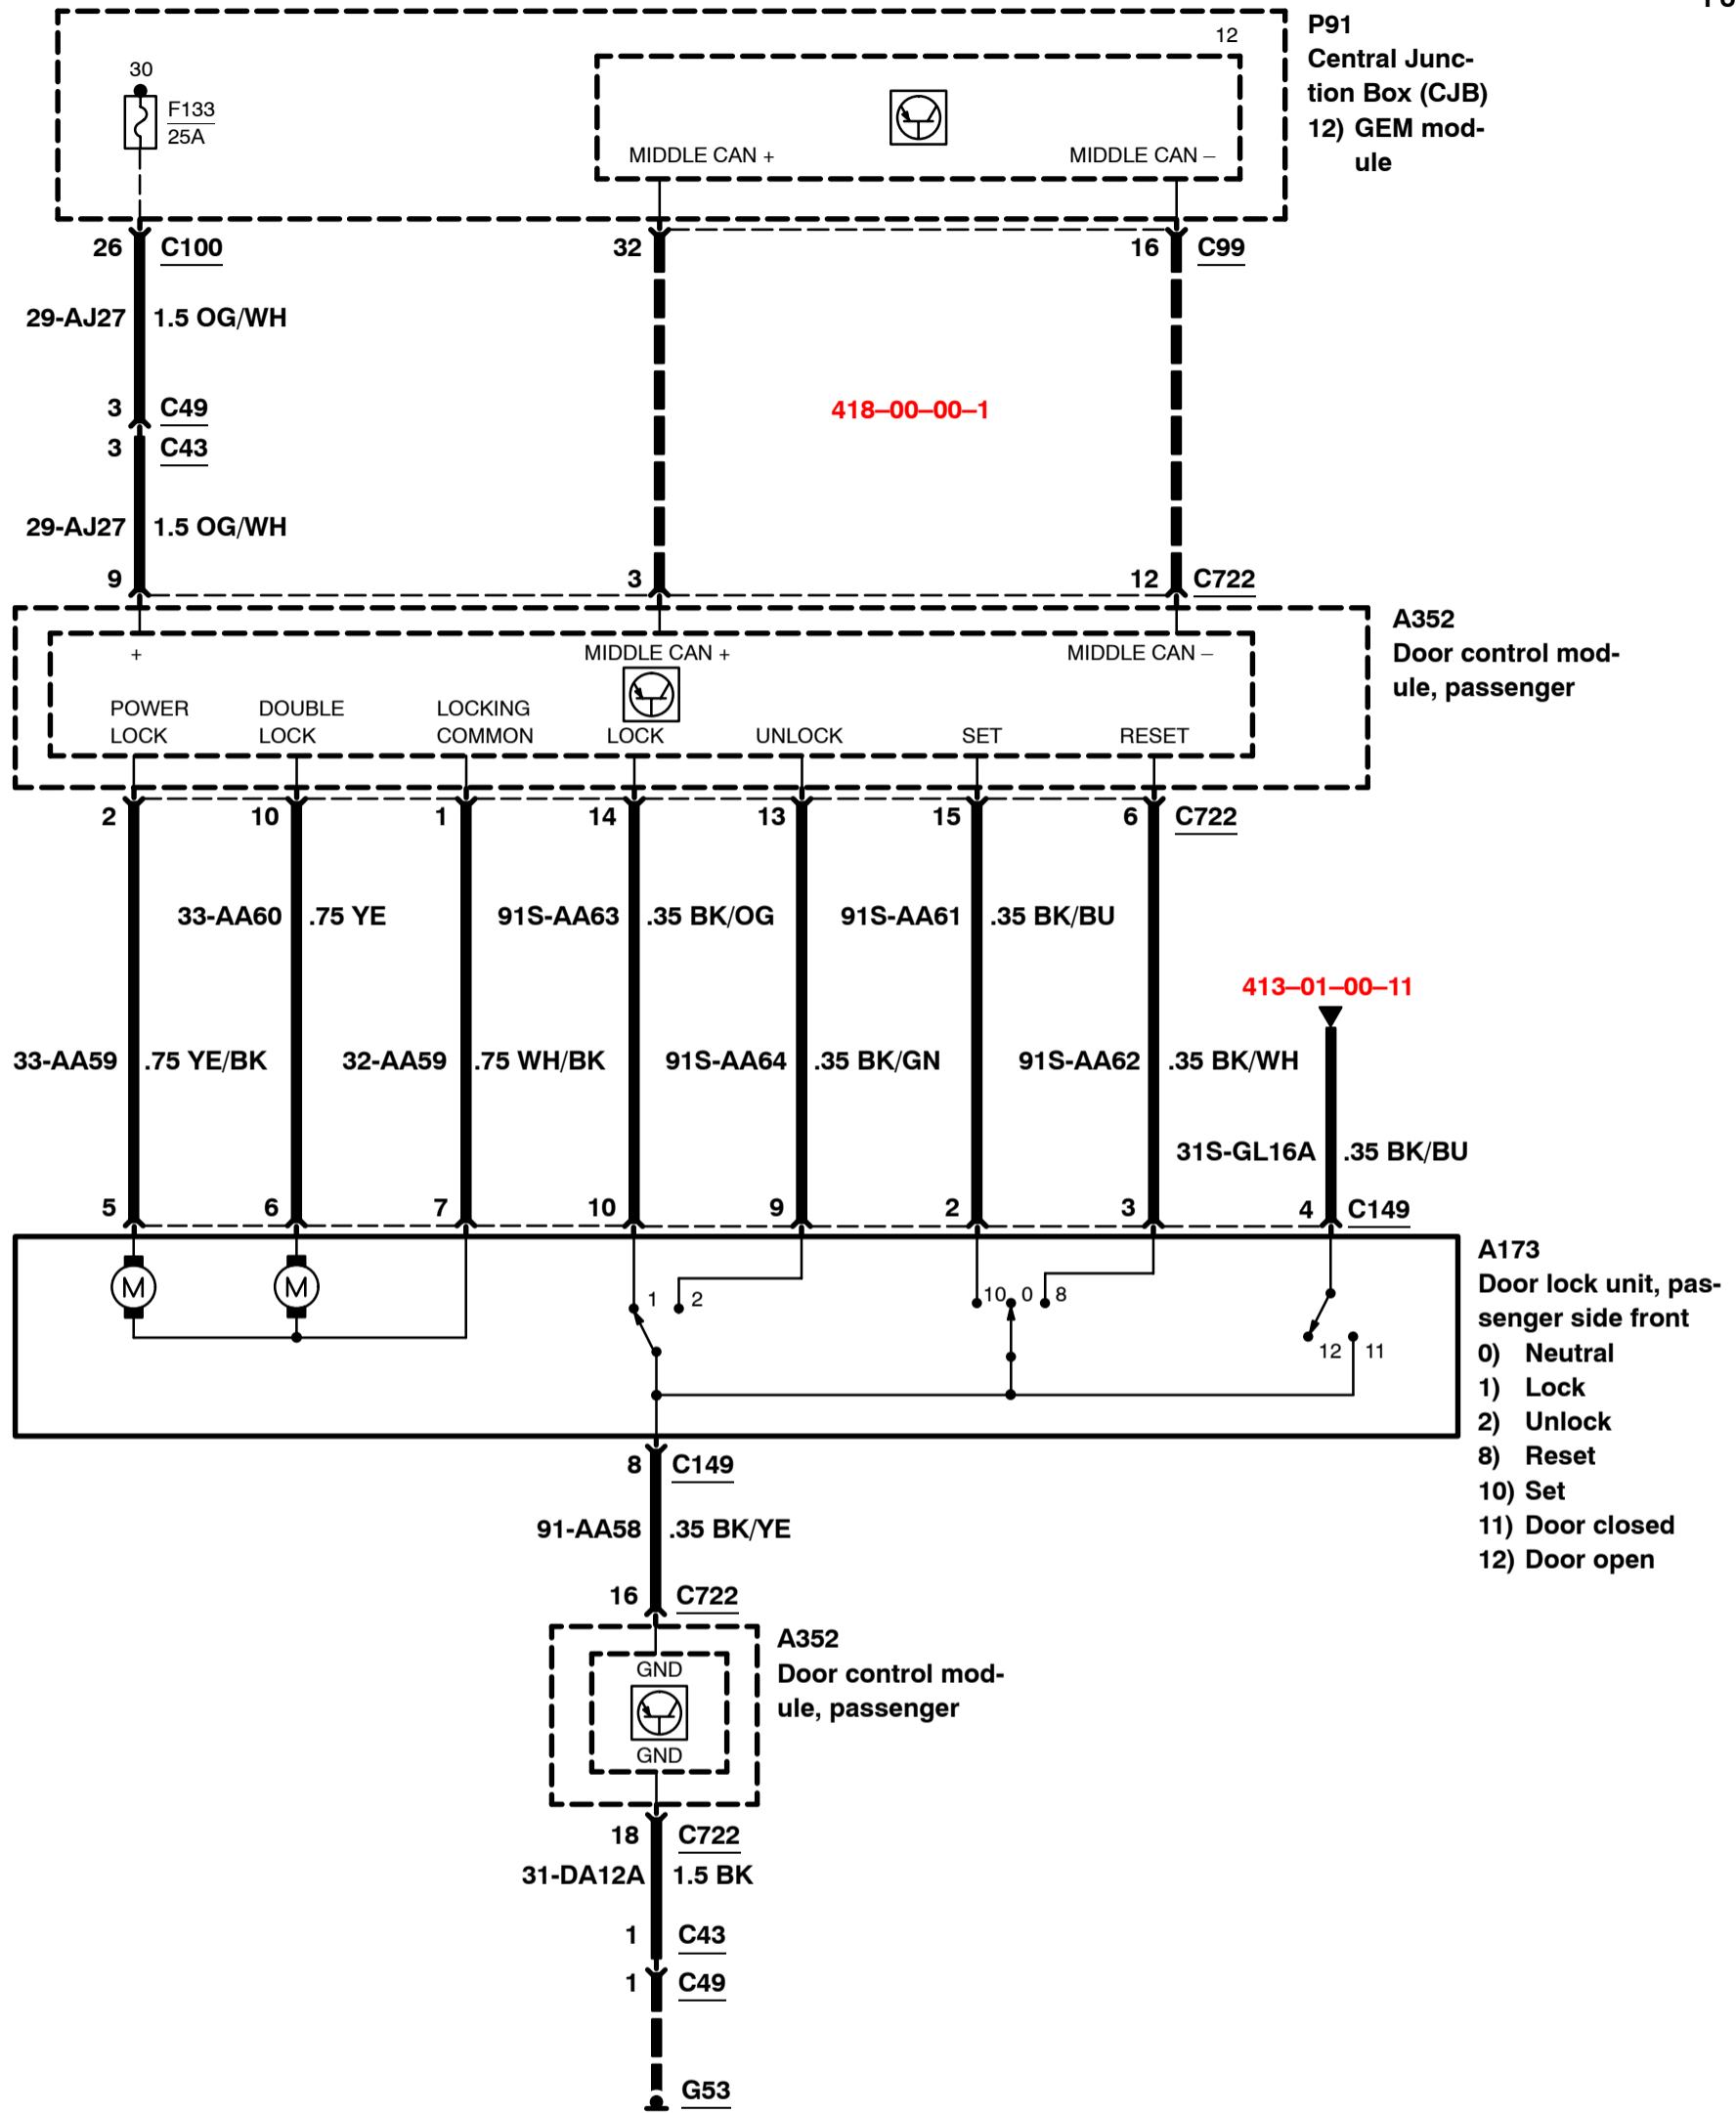 P91
Central Junc-
tion Box (CJB)
12) GEM mod-
ule
12
30
F133
25A
MIDDLE CAN + MIDDLE CAN –
26 C100 32 16 C99
29-AJ27 1.5 OG/WH
3 C49
418–00–00–1
3 C43
29-AJ27 1.5 OG/WH
9 3 12 C722
A352
Door control mod-
ule, passenger
+ MIDDLE CAN + MIDDLE CAN –
POWER DOUBLE LOCKING
LOCK LOCK COMMON LOCK UNLOCK SET RESET
2 10 1 14 13 15 6 C722
33-AA60 .75 YE 91S-AA63 .35 BK/OG 91S-AA61 .35 BK/BU
413–01–00–11
33-AA59 .75 YE/BK 32-AA59 .75 WH/BK 91S-AA64 .35 BK/GN 91S-AA62 .35 BK/WH
31S-GL16A .35 BK/BU
5 6 7 10 9 2 3 4 C149
M M
1 2 10 0 8
12 11
A173
Door lock unit, pas-
senger side front
0) Neutral
1) Lock
2) Unlock
8) Reset
10) Set
11) Door closed
12) Door open
8 C149
91-AA58 .35 BK/YE
16 C722
A352
Door control mod-
ule, passenger
GND
GND
18 C722
31-DA12A 1.5 BK
1 C43
1 C49
G53